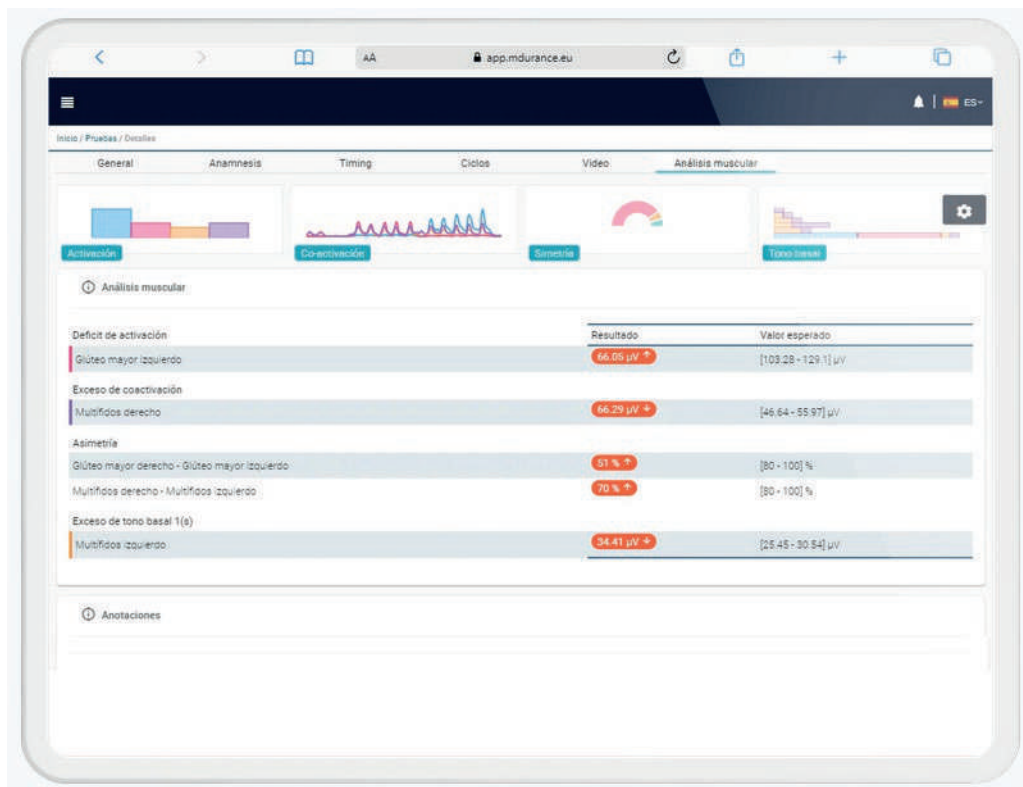 AA app.mdurance.eu
ES
Inicio / Pruebas / Detalles
General Anamnesis Timing Ciclos Video Análisis muscular
Activación Co-activación Simetría Tono basal
Análisis muscular
Deficit de activación Resultado Valor esperado
Glúteo mayor izquierdo 66.05 µV ↑ [103.28 - 129.1] µV
Exceso de coactivación
Multífidos derecho 66.29 µV ↓ [46.64 - 55.97] µV
Asimetría
Glúteo mayor derecho - Glúteo mayor izquierdo 51 % ↑ [80 - 100] %
Multífidos derecho - Multífidos izquierdo 70 % ↑ [80 - 100] %
Exceso de tono basal 1(s)
Multífidos izquierdo 34.41 µV ↓ [25.45 - 30.54] µV
Anotaciones